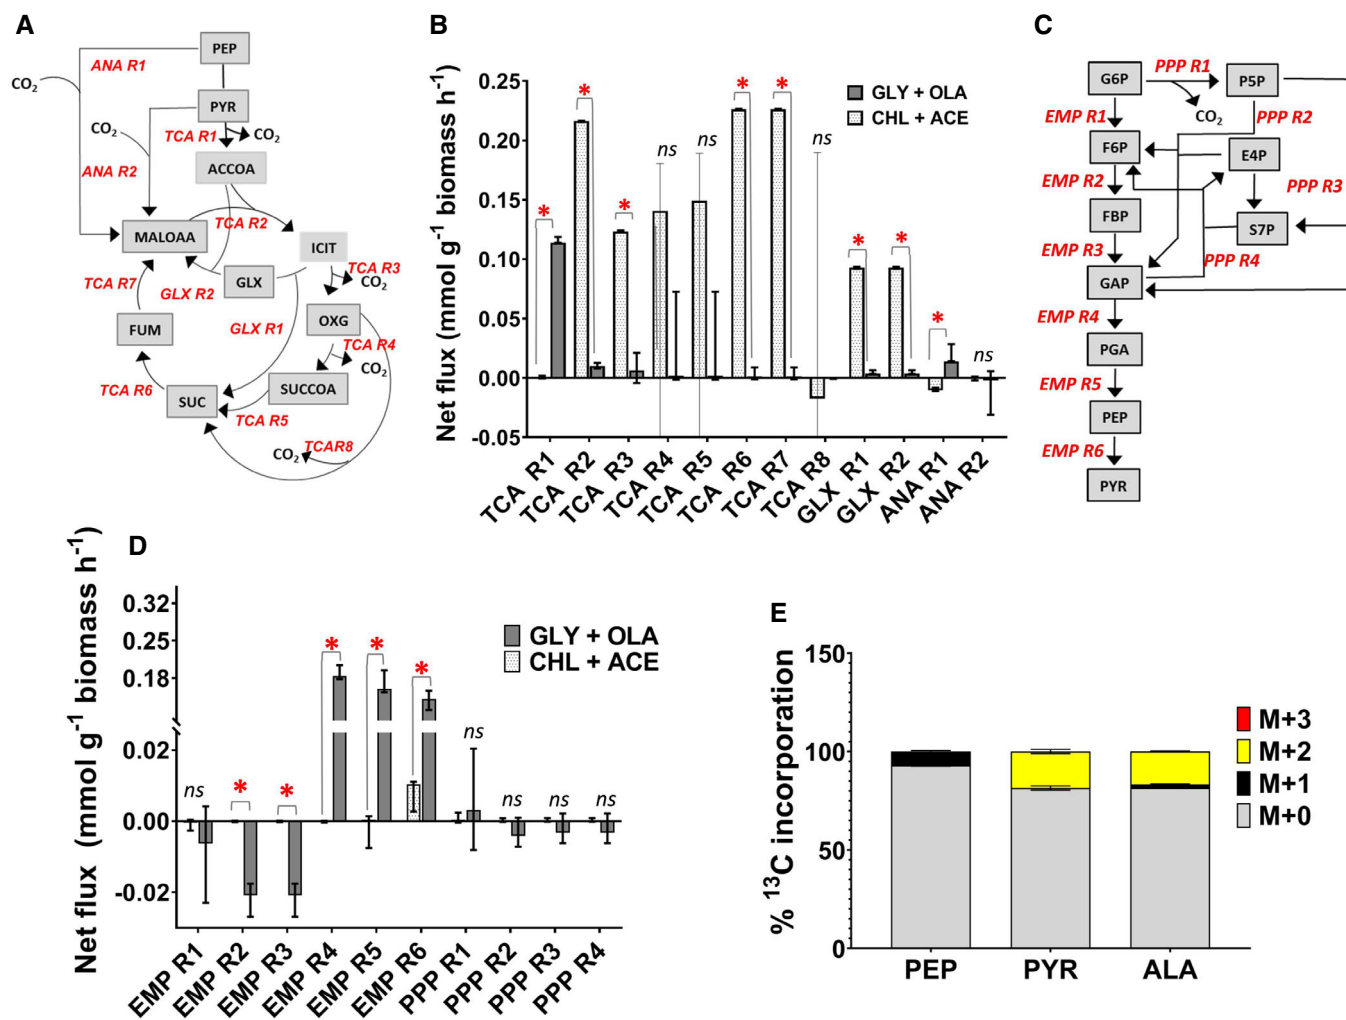 A
PEP
ANA R1
CO2
PYR
CO2
TCA R1
CO2
ANA R2
ACCOA
MALOAA
TCA R2
ICIT
TCA R3
CO2
TCA R7
GLX R2
GLX
GLX R1
OXG
FUM
TCA R4
CO2
SUCCOA
TCA R6
SUC
TCA R5
TCAR8
CO2
B
Net flux (mmol g-1 biomass h-1)
0.25
0.20
0.15
0.10
0.05
0.00
-0.05
GLY + OLA
CHL + ACE
*
*
*
ns
ns
*
*
ns
*
*
*
ns
TCA R1
TCA R2
TCA R3
TCA R4
TCA R5
TCA R6
TCA R7
TCA R8
GLX R1
GLX R2
ANA R1
ANA R2
C
G6P
PPP R1
P5P
CO2
EMP R1
PPP R2
F6P
E4P
EMP R2
PPP R3
FBP
S7P
EMP R3
PPP R4
GAP
EMP R4
PGA
EMP R5
PEP
EMP R6
PYR
D
Net flux (mmol g-1 biomass h-1)
0.32
0.25
0.18
0.02
0.00
-0.02
GLY + OLA
CHL + ACE
ns
*
*
*
*
*
ns
ns
ns
ns
EMP R1
EMP R2
EMP R3
EMP R4
EMP R5
EMP R6
PPP R1
PPP R2
PPP R3
PPP R4
E
% 13C incorporation
150
100
50
0
M+3
M+2
M+1
M+0
PEP
PYR
ALA